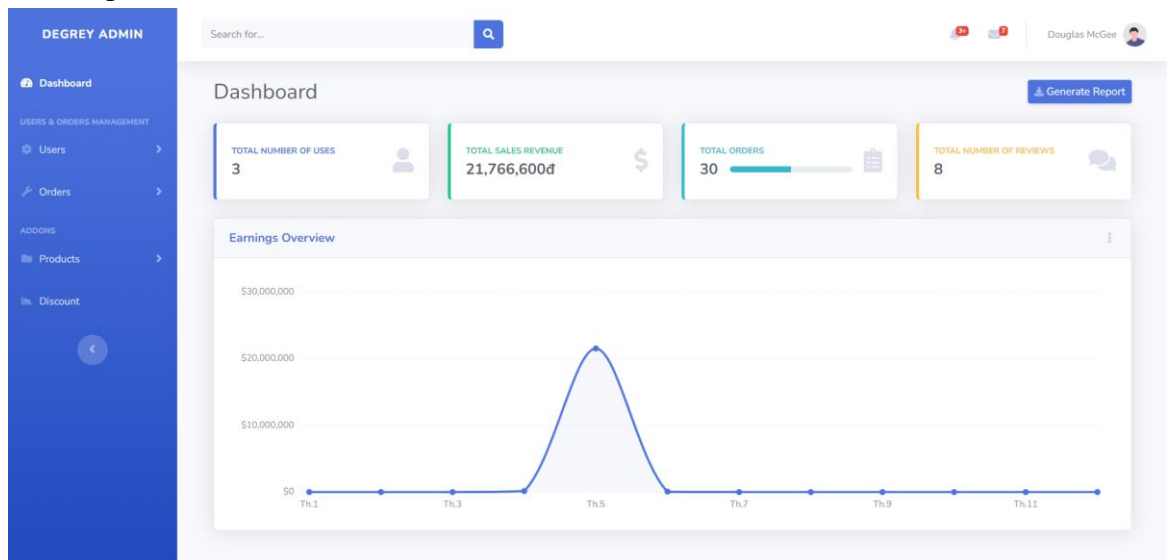 DEGREY ADMIN
Search for...
3+
7
Douglas McGee
Dashboard
USERS & ORDERS MANAGEMENT
Users
Orders
ADDONS
Products
Discount
Dashboard
Generate Report
TOTAL NUMBER OF USES
3
TOTAL SALES REVENUE
21,766,600đ
TOTAL ORDERS
30
TOTAL NUMBER OF REVIEWS
8
Earnings Overview
$30,000,000
$20,000,000
$10,000,000
$0
Th.1 Th.3 Th.5 Th.7 Th.9 Th.11